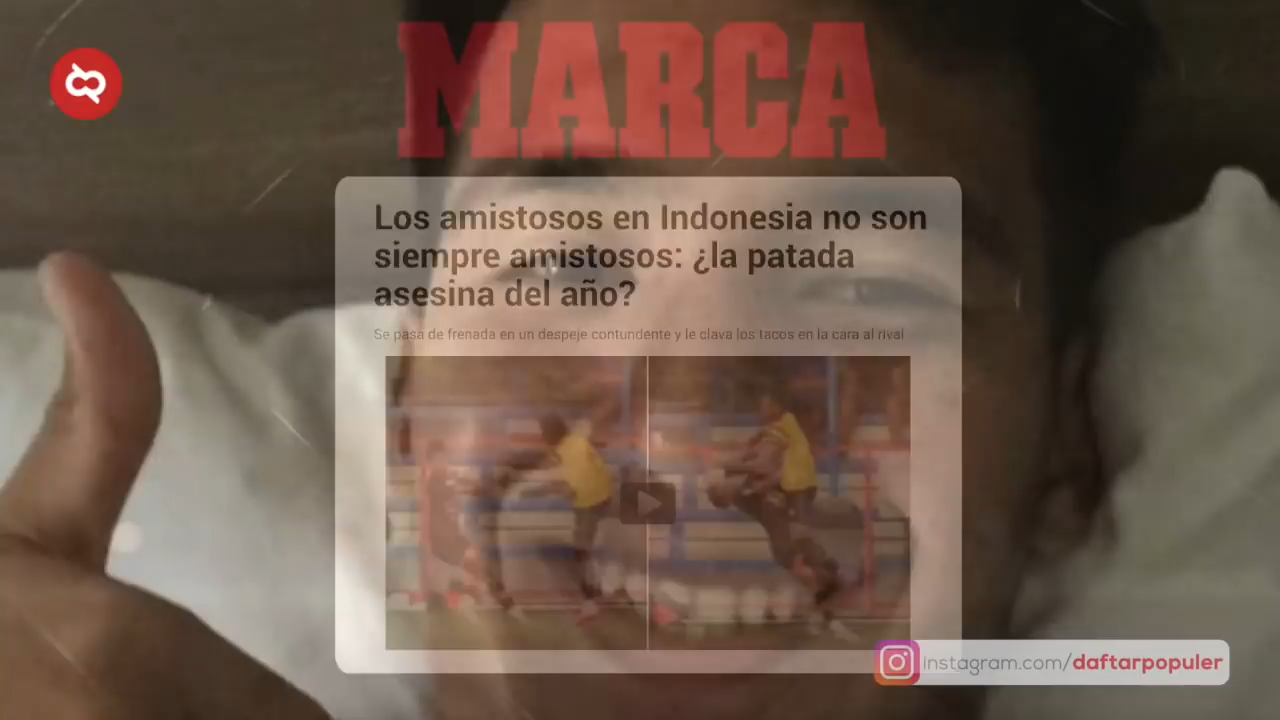 MARCA
Los amistosos en Indonesia no son
siempre amistosos: ¿la patada
asesina del año?
Se pasa de frenada en un despeje contundente y le clava los tacos en la cara al rival
instagram.com/daftarpopuler